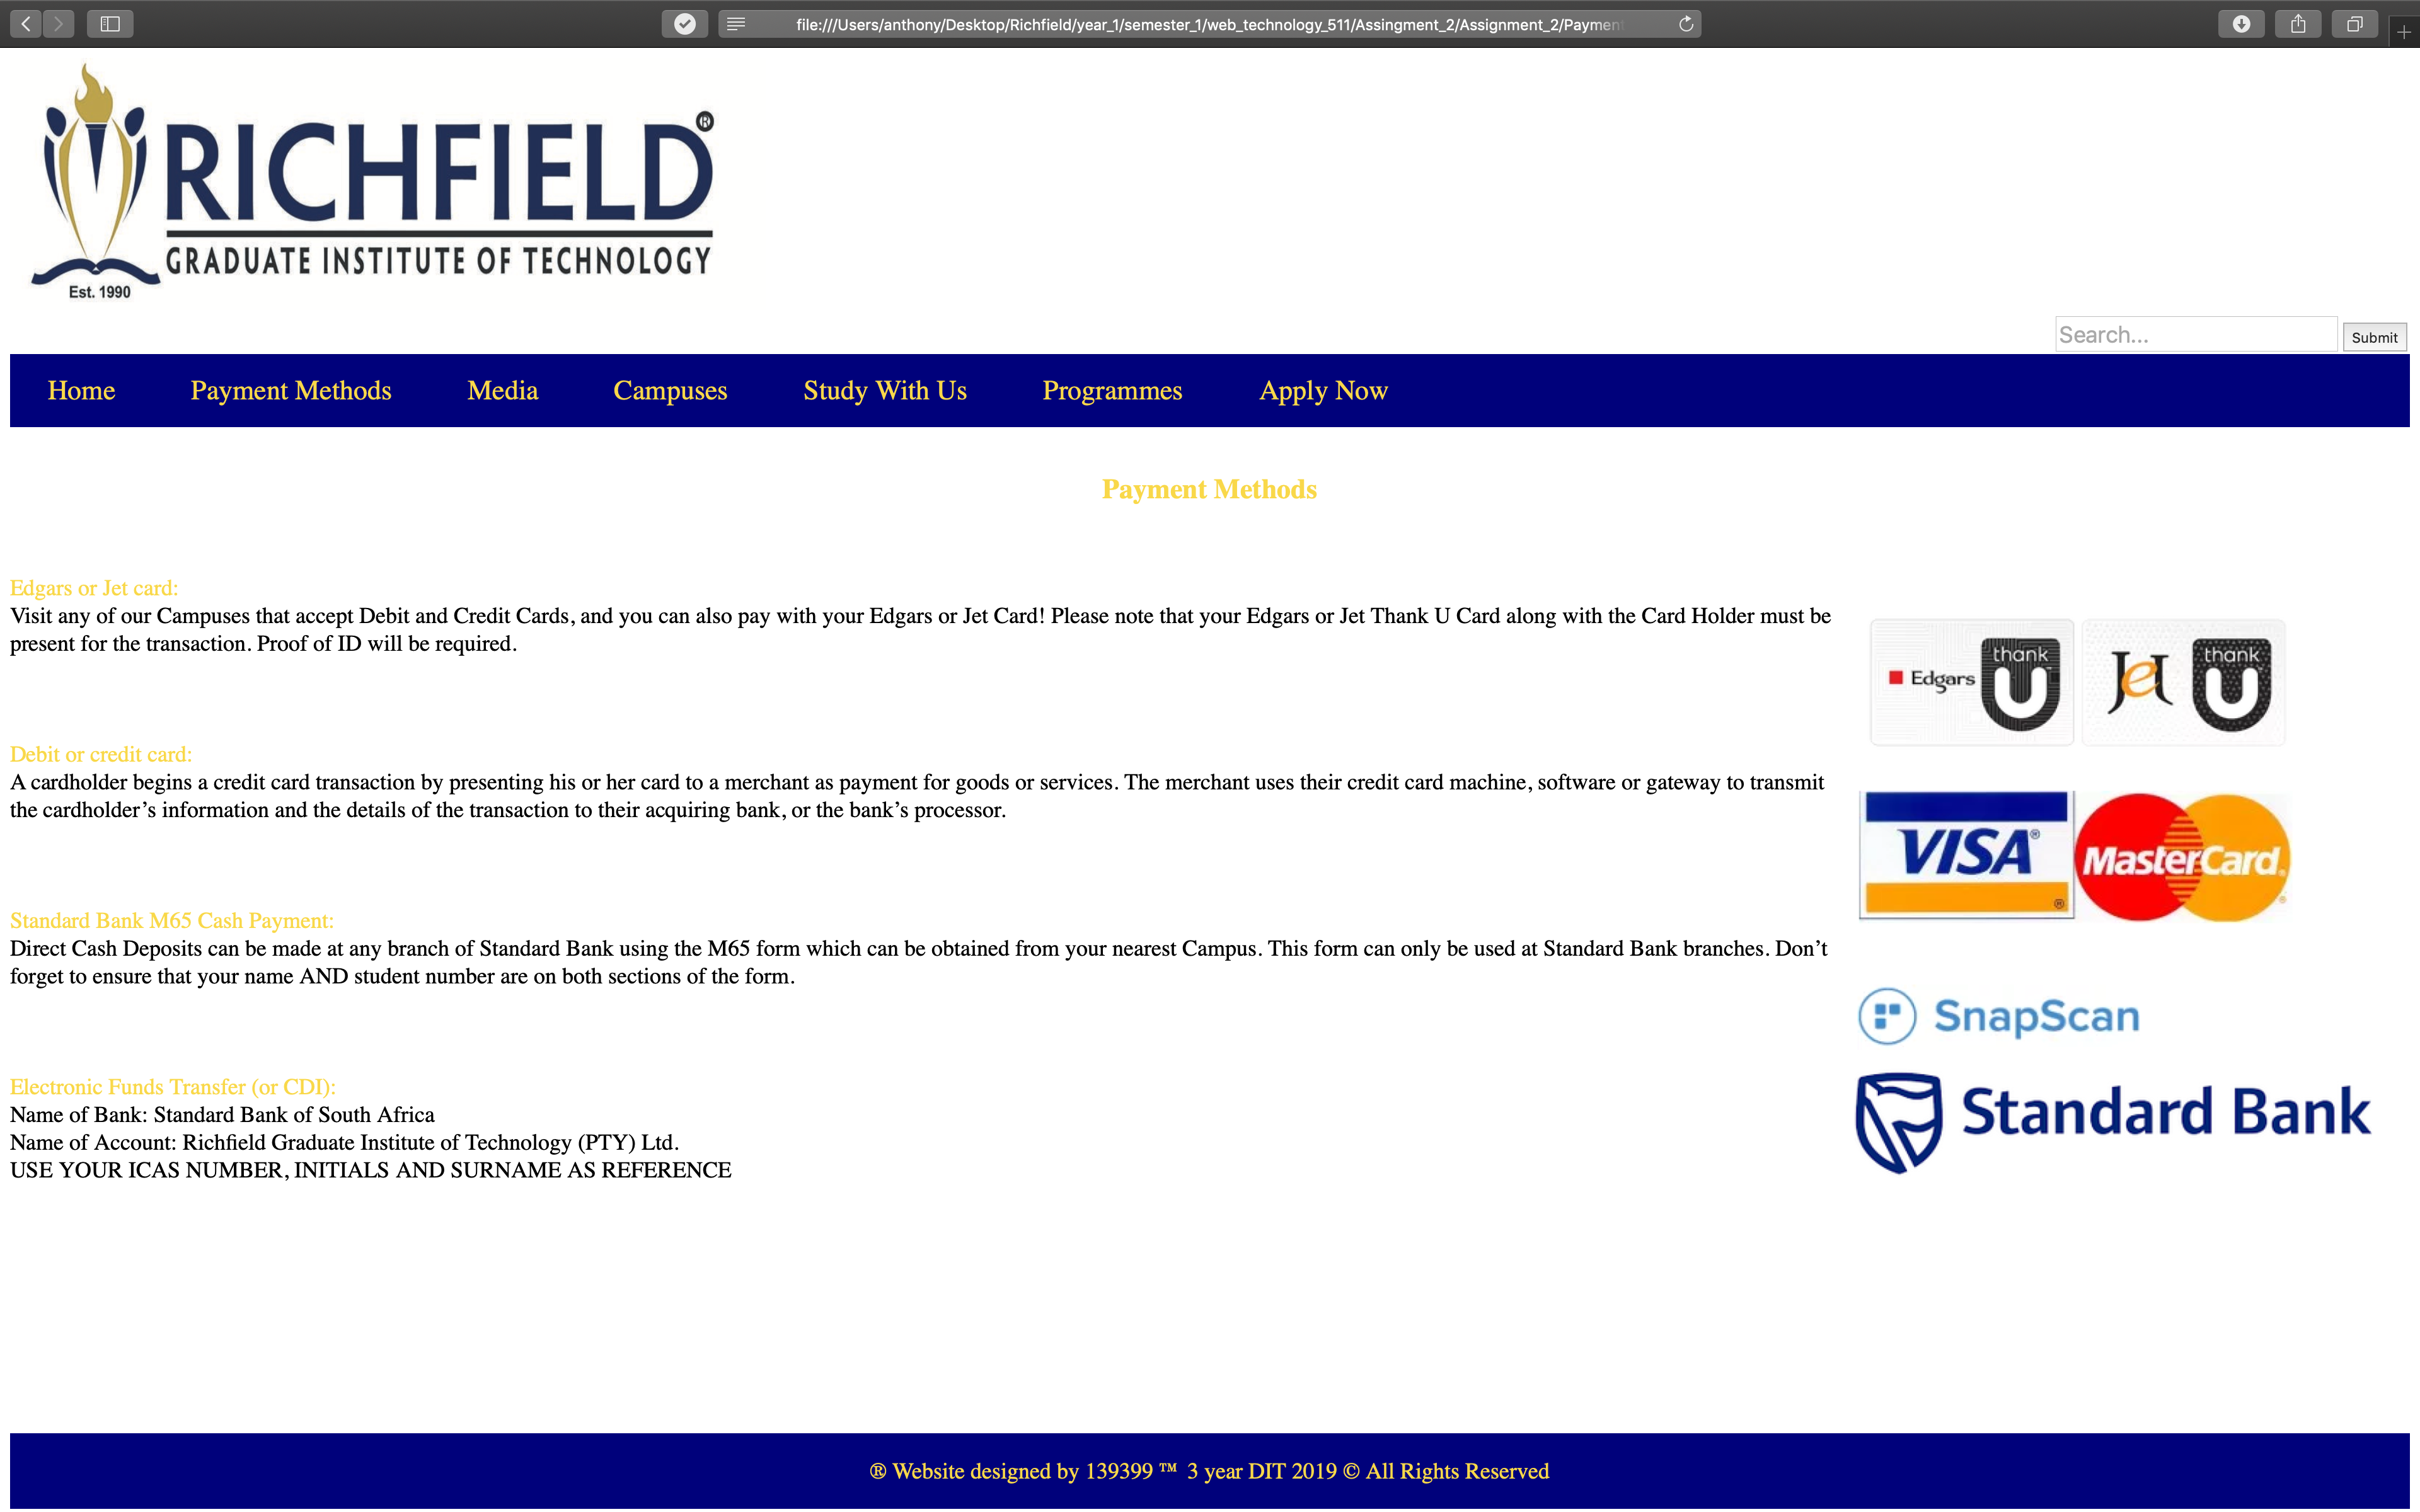 file:///Users/anthony/Desktop/Richfield/year_1/semester_1/web_technology_511/Assingment_2/Assignment_2/Paymen
RICHFIELD®
GRADUATE INSTITUTE OF TECHNOLOGY
Est. 1990
Search... Submit
Home Payment Methods Media Campuses Study With Us Programmes Apply Now
Payment Methods
Edgars or Jet card:
Visit any of our Campuses that accept Debit and Credit Cards, and you can also pay with your Edgars or Jet Card! Please note that your Edgars or Jet Thank U Card along with the Card Holder must be
present for the transaction. Proof of ID will be required.
Edgars thank U Jet thank U
Debit or credit card:
A cardholder begins a credit card transaction by presenting his or her card to a merchant as payment for goods or services. The merchant uses their credit card machine, software or gateway to transmit
the cardholder’s information and the details of the transaction to their acquiring bank, or the bank’s processor.
VISA® MasterCard®
Standard Bank M65 Cash Payment:
Direct Cash Deposits can be made at any branch of Standard Bank using the M65 form which can be obtained from your nearest Campus. This form can only be used at Standard Bank branches. Don’t
forget to ensure that your name AND student number are on both sections of the form.
SnapScan
Electronic Funds Transfer (or CDI):
Name of Bank: Standard Bank of South Africa
Name of Account: Richfield Graduate Institute of Technology (PTY) Ltd.
USE YOUR ICAS NUMBER, INITIALS AND SURNAME AS REFERENCE
Standard Bank
® Website designed by 139399 ™ 3 year DIT 2019 © All Rights Reserved